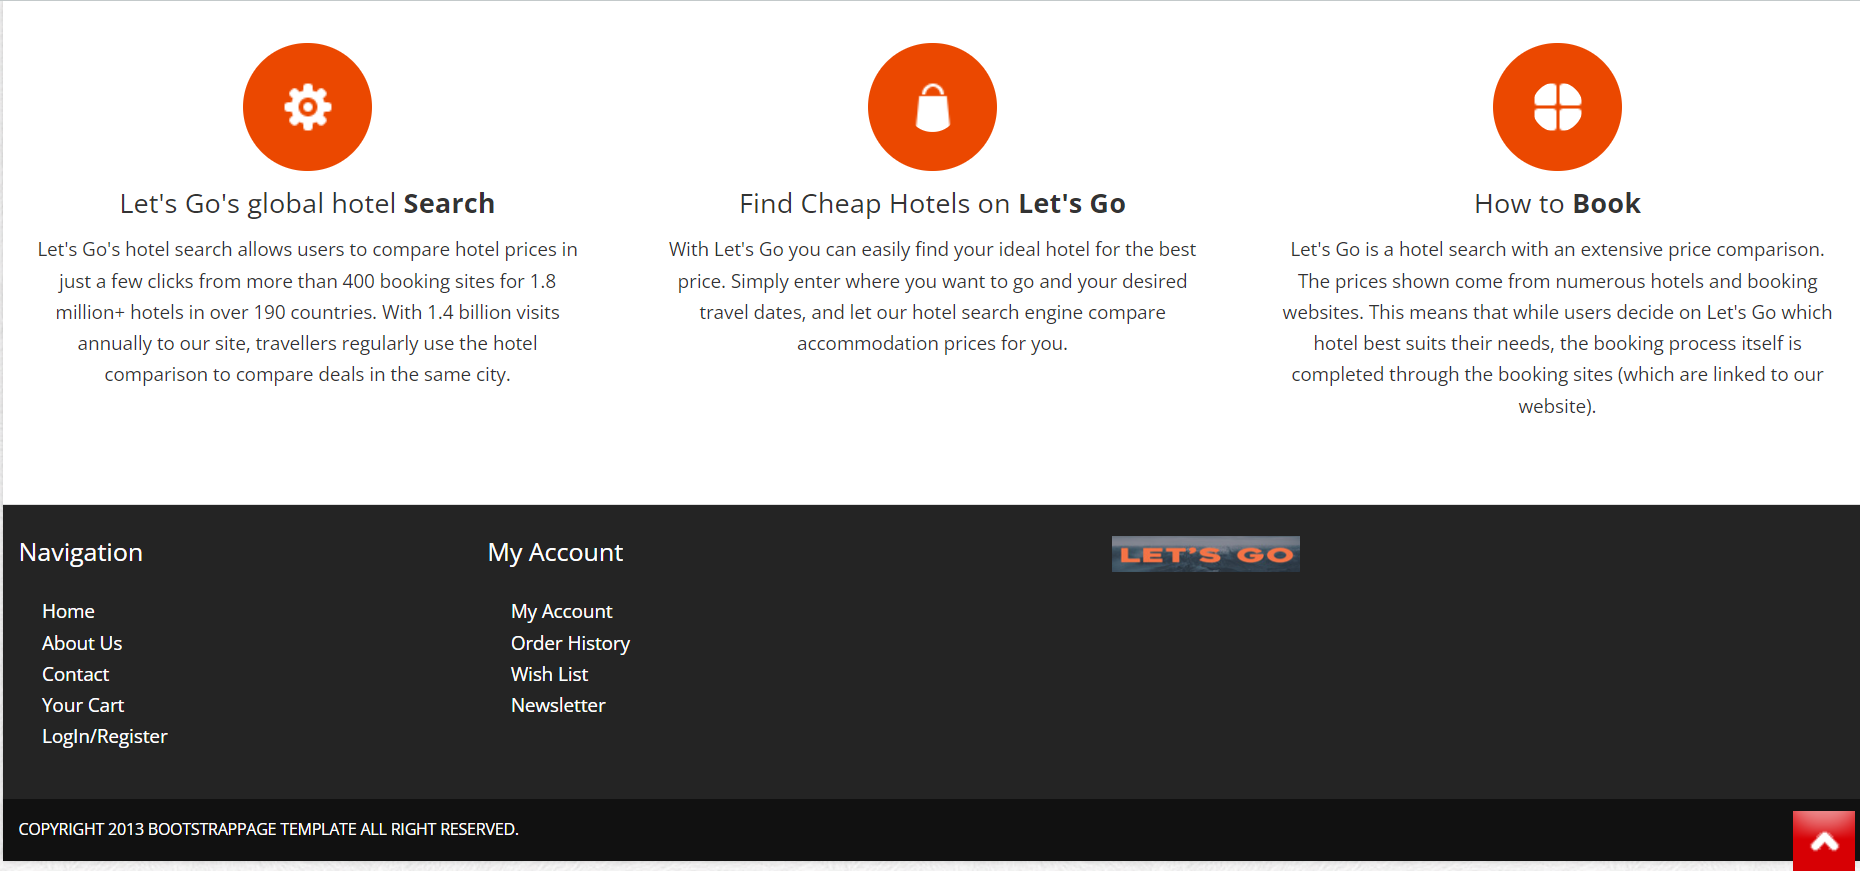 Let's Go's global hotel Search
Let's Go's hotel search allows users to compare hotel prices in
just a few clicks from more than 400 booking sites for 1.8
million+ hotels in over 190 countries. With 1.4 billion visits
annually to our site, travellers regularly use the hotel
comparison to compare deals in the same city.
Find Cheap Hotels on Let's Go
With Let's Go you can easily find your ideal hotel for the best
price. Simply enter where you want to go and your desired
travel dates, and let our hotel search engine compare
accommodation prices for you.
How to Book
Let's Go is a hotel search with an extensive price comparison.
The prices shown come from numerous hotels and booking
websites. This means that while users decide on Let's Go which
hotel best suits their needs, the booking process itself is
completed through the booking sites (which are linked to our
website).
Navigation
Home
About Us
Contact
Your Cart
LogIn/Register
My Account
My Account
Order History
Wish List
Newsletter
LET'S GO
COPYRIGHT 2013 BOOTSTRAPPAGE TEMPLATE ALL RIGHT RESERVED.